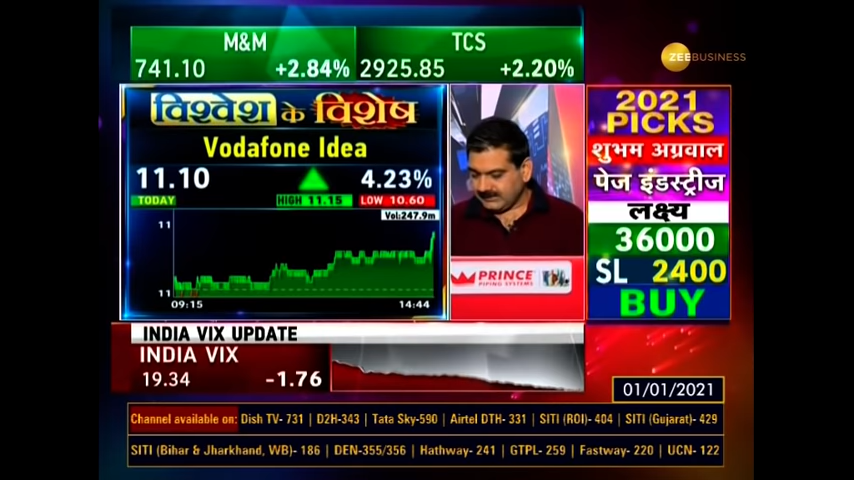 M&M
741.10 +2.84%
TCS
2925.85 +2.20%
ZEEBUSINESS
विश्वेश के विशेष
Vodafone Idea
11.10 4.23%
TODAY HIGH 11.15 LOW 10.60
Vol:247.9m
11
11
09:15 14:44
PRINCE
PIPING SYSTEMS
2021
PICKS
शुभम अग्रवाल
पेज इंडस्ट्रीज
लक्ष्य
36000
SL 2400
BUY
INDIA VIX UPDATE
INDIA VIX
19.34 -1.76
01/01/2021
Channel available on: Dish TV- 731 | D2H-343 | Tata Sky-590 | Airtel DTH- 331 | SITI (ROI)- 404 | SITI (Gujarat)- 429
SITI (Bihar & Jharkhand, WB)- 186 | DEN-355/356 | Hathway- 241 | GTPL- 259 | Fastway- 220 | UCN- 122